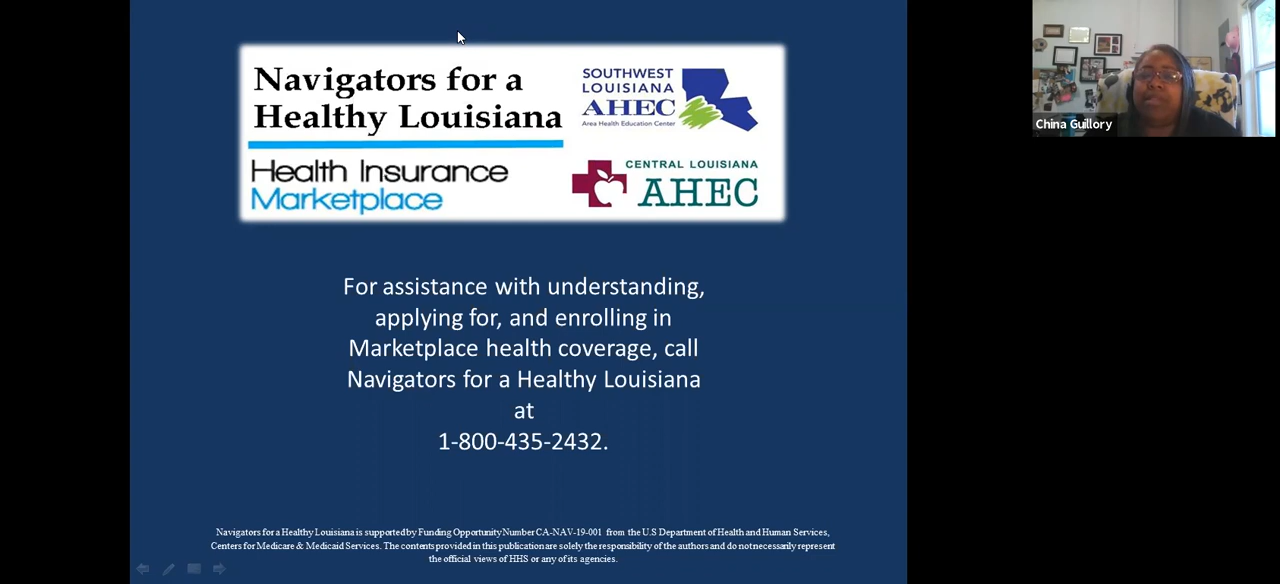 Navigators for a
Healthy Louisiana
Health Insurance
Marketplace
SOUTHWEST
LOUISIANA
AHEC
Area Health Education Center
CENTRAL LOUISIANA
AHEC
China Guillory
For assistance with understanding,
applying for, and enrolling in
Marketplace health coverage, call
Navigators for a Healthy Louisiana
at
1-800-435-2432.
Navigators for a Healthy Louisiana is supported by Funding Opportunity Number CA-NAV-19-001 from the U.S Department of Health and Human Services,
Centers for Medicare & Medicaid Services. The contents provided in this publication are solely the responsibility of the authors and do not necessarily represent
the official views of HHS or any of its agencies.